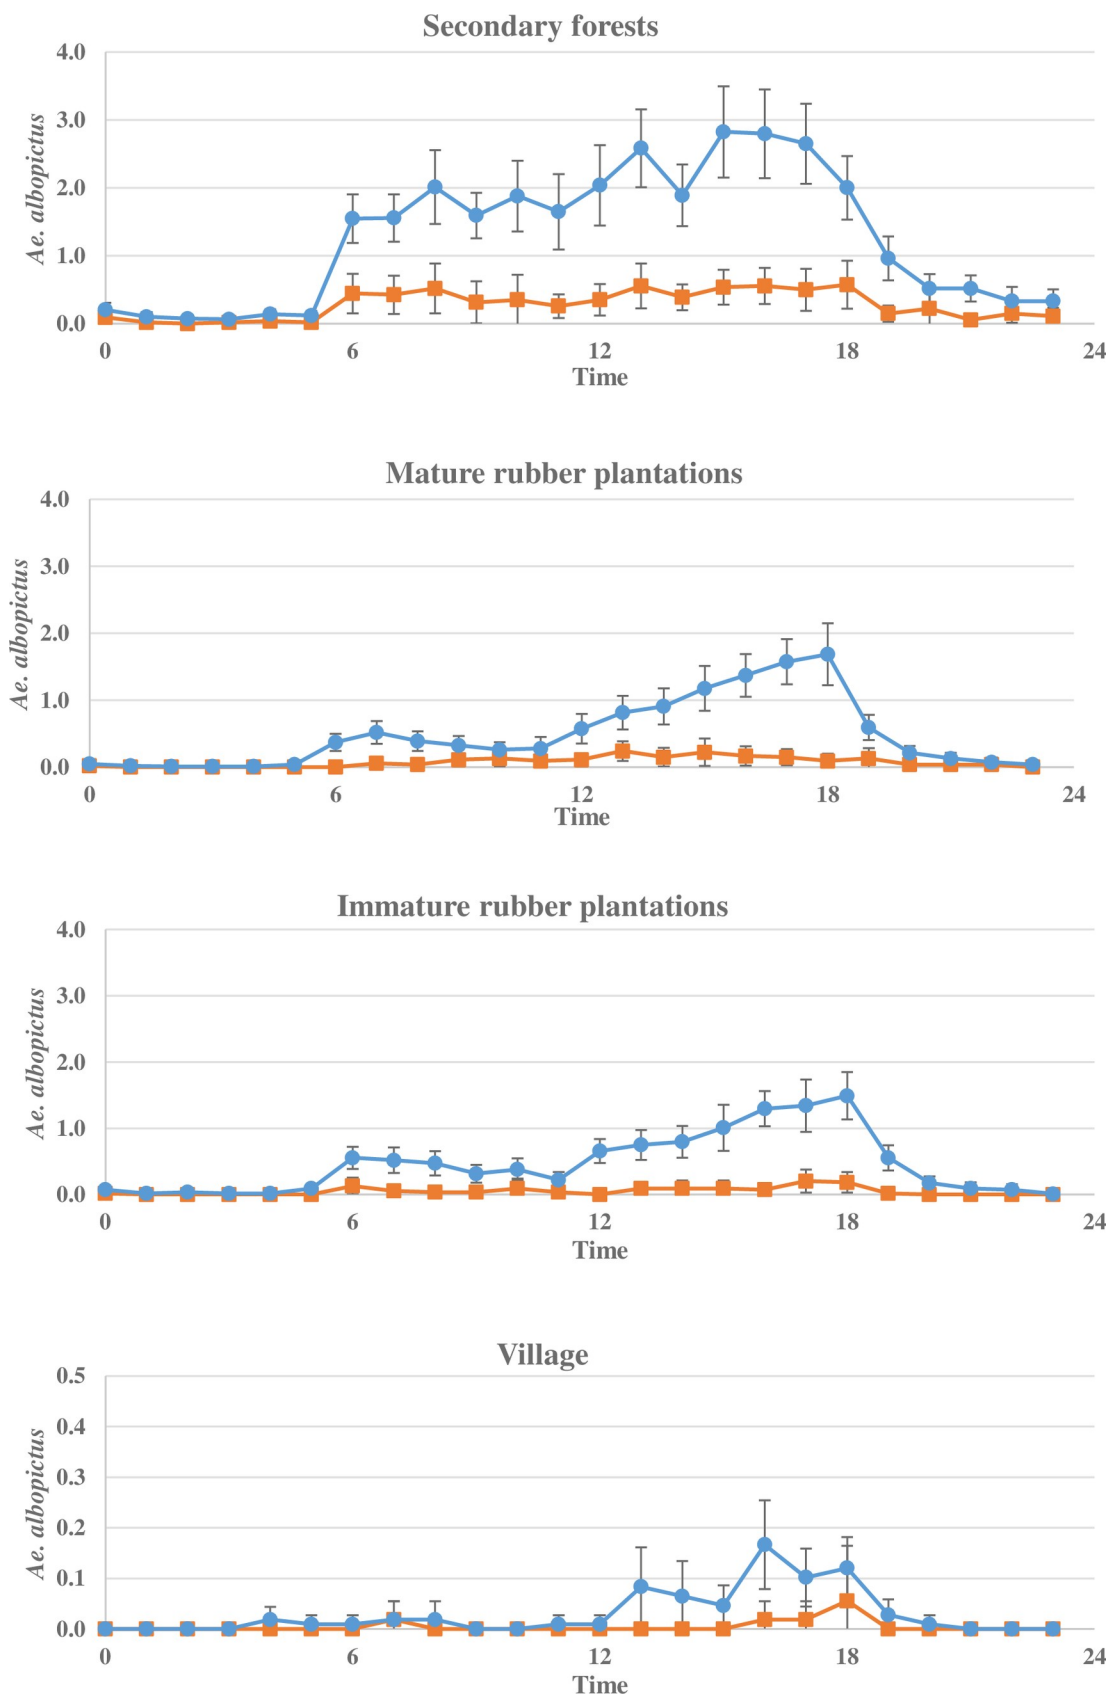 Secondary forests
4.0
3.0
2.0
1.0
0.0
Ae. albopictus
0 6 12 18 24
Time
Mature rubber plantations
4.0
3.0
2.0
1.0
0.0
Ae. albopictus
0 6 12 18 24
Time
Immature rubber plantations
4.0
3.0
2.0
1.0
0.0
Ae. albopictus
0 6 12 18 24
Time
Village
0.5
0.4
0.3
0.2
0.1
0.0
Ae. albopictus
0 6 12 18 24
Time